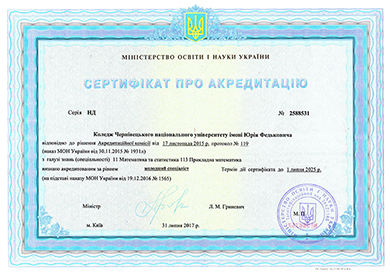 МІНІСТЕРСТВО ОСВІТИ І НАУКИ УКРАЇНИ
СЕРТИФІКАТ ПРО АКРЕДИТАЦІЮ
Серія НД № 2588531
Коледж Чернівецького національного університету імені Юрія Федьковича
відповідно до рішення Акредитаційної комісії від 17 листопада 2015 р. протокол № 119
(наказ МОН України від 30.11.2015 № 1931л)
з галузі знань (спеціальності) 11 Математика та статистика 113 Прикладна математика
визнано акредитованим за рівнем молодший спеціаліст Термін дії сертифіката до 1 липня 2025 р.
(на підставі наказу МОН України від 19.12.2016 № 1565)
Міністр Л. М. Гриневич
М. П.
м. Київ 31 липня 2017 р.